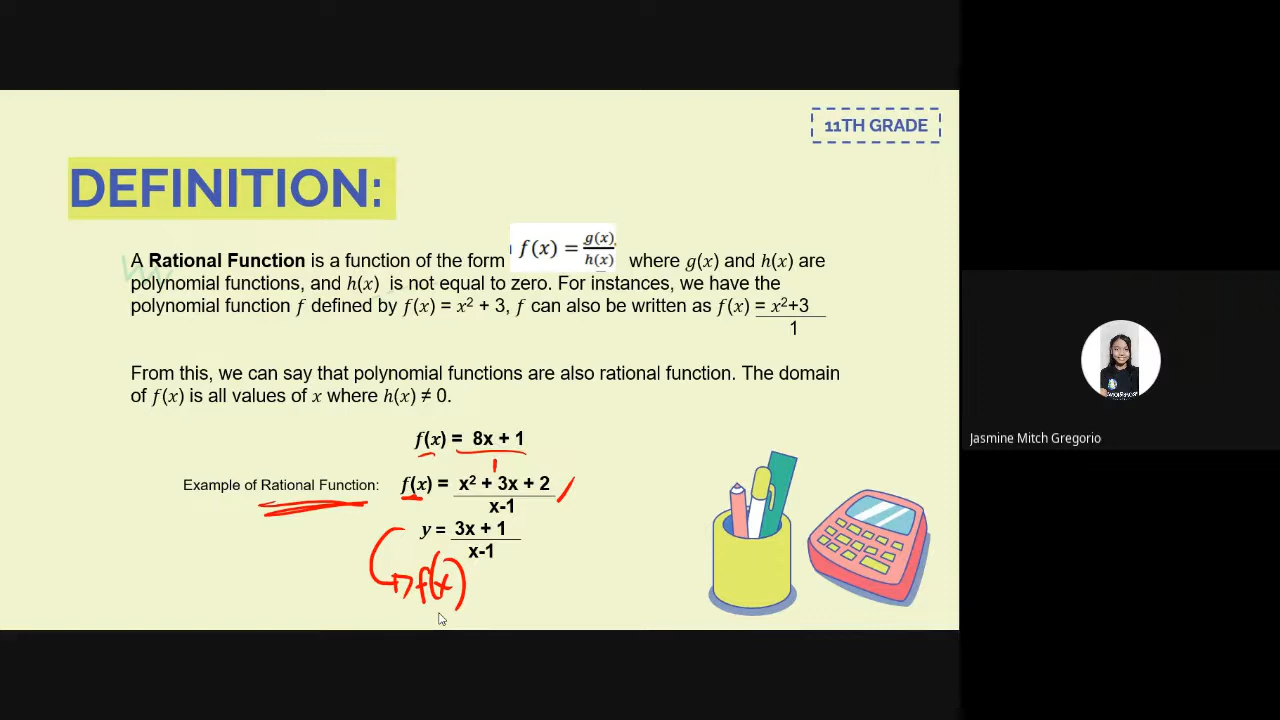 11TH GRADE
DEFINITION:
A Rational Function is a function of the form f(x) = g(x)/h(x) where g(x) and h(x) are
polynomial functions, and h(x) is not equal to zero. For instances, we have the
polynomial function f defined by f(x) = x² + 3, f can also be written as f(x) = x²+3
1
From this, we can say that polynomial functions are also rational function. The domain
of f(x) is all values of x where h(x) ≠ 0.
f(x) = 8x + 1
1
Example of Rational Function: f(x) = x² + 3x + 2
x-1
y = 3x + 1
x-1
f(x)
Jasmine Mitch Gregorio